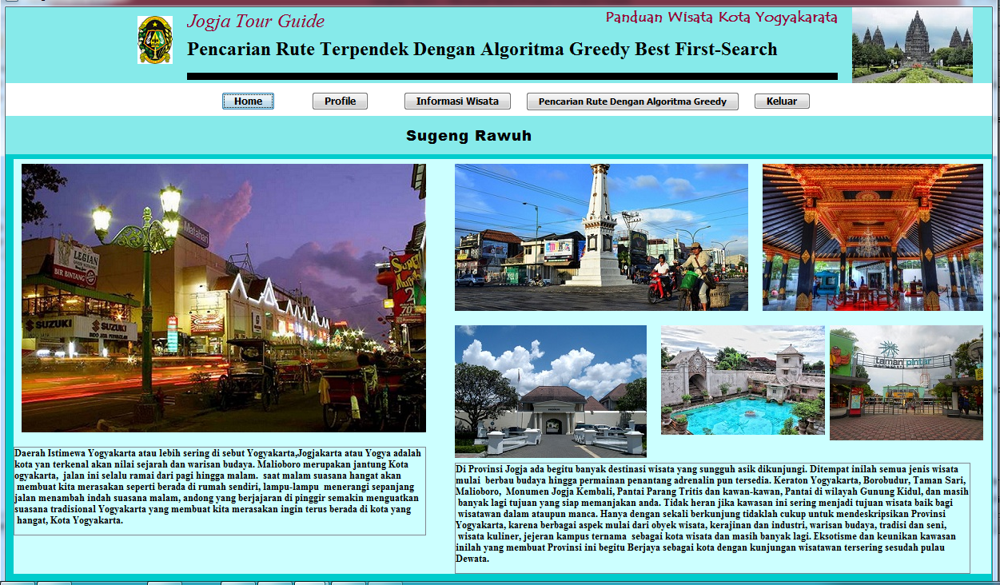 Jogja Tour Guide
Panduan Wisata Kota Yogyakarata
Pencarian Rute Terpendek Dengan Algoritma Greedy Best First-Search
Home
Profile
Informasi Wisata
Pencarian Rute Dengan Algoritma Greedy
Keluar
Sugeng Rawuh
Matahari
LEGIAN
BIR BINTANG
SUZUKI
SUZUKI
taman pintar
Daerah Istimewa Yogyakarta atau lebih sering di sebut Yogyakarta,Jogjakarta atau Yogya adalah
kota yan terkenal akan nilai sejarah dan warisan budaya. Malioboro merupakan jantung Kota
ogyakarta, jalan ini selalu ramai dari pagi hingga malam. saat malam suasana hangat akan
membuat kita merasakan seperti berada di rumah sendiri, lampu-lampu menerangi sepanjang
jalan menambah indah suasana malam, andong yang berjajaran di pinggir semakin menguatkan
suasana tradisional Yogyakarta yang membuat kita merasakan ingin terus berada di kota yang
hangat, Kota Yogyakarta.
Di Provinsi Jogja ada begitu banyak destinasi wisata yang sungguh asik dikunjungi. Ditempat inilah semua jenis wisata
mulai berbau budaya hingga permainan penantang adrenalin pun tersedia. Keraton Yogyakarta, Borobudur, Taman Sari,
Malioboro, Monumen Jogja Kembali, Pantai Parang Tritis dan kawan-kawan, Pantai di wilayah Gunung Kidul, dan masih
banyak lagi tujuan yang siap memanjakan anda. Tidak heran jika kawasan ini sering menjadi tujuan wisata baik bagi
wisatawan dalam ataupun manca. Hanya dengan sekali berkunjung tidaklah cukup untuk mendeskripsikan Provinsi
Yogyakarta, karena berbagai aspek mulai dari obyek wisata, kerajinan dan industri, warisan budaya, tradisi dan seni,
wisata kuliner, jejeran kampus ternama sebagai kota wisata dan masih banyak lagi. Eksotisme dan keunikan kawasan
inilah yang membuat Provinsi ini begitu Berjaya sebagai kota dengan kunjungan wisatawan tersering sesudah pulau
Dewata.